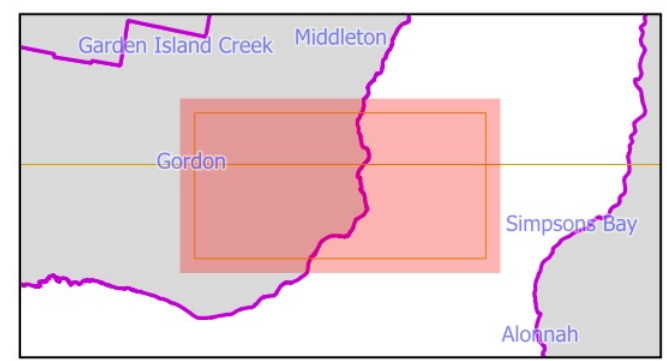 Middleton
Garden Island Creek
Gordon
Simpsons Bay
Alonnah